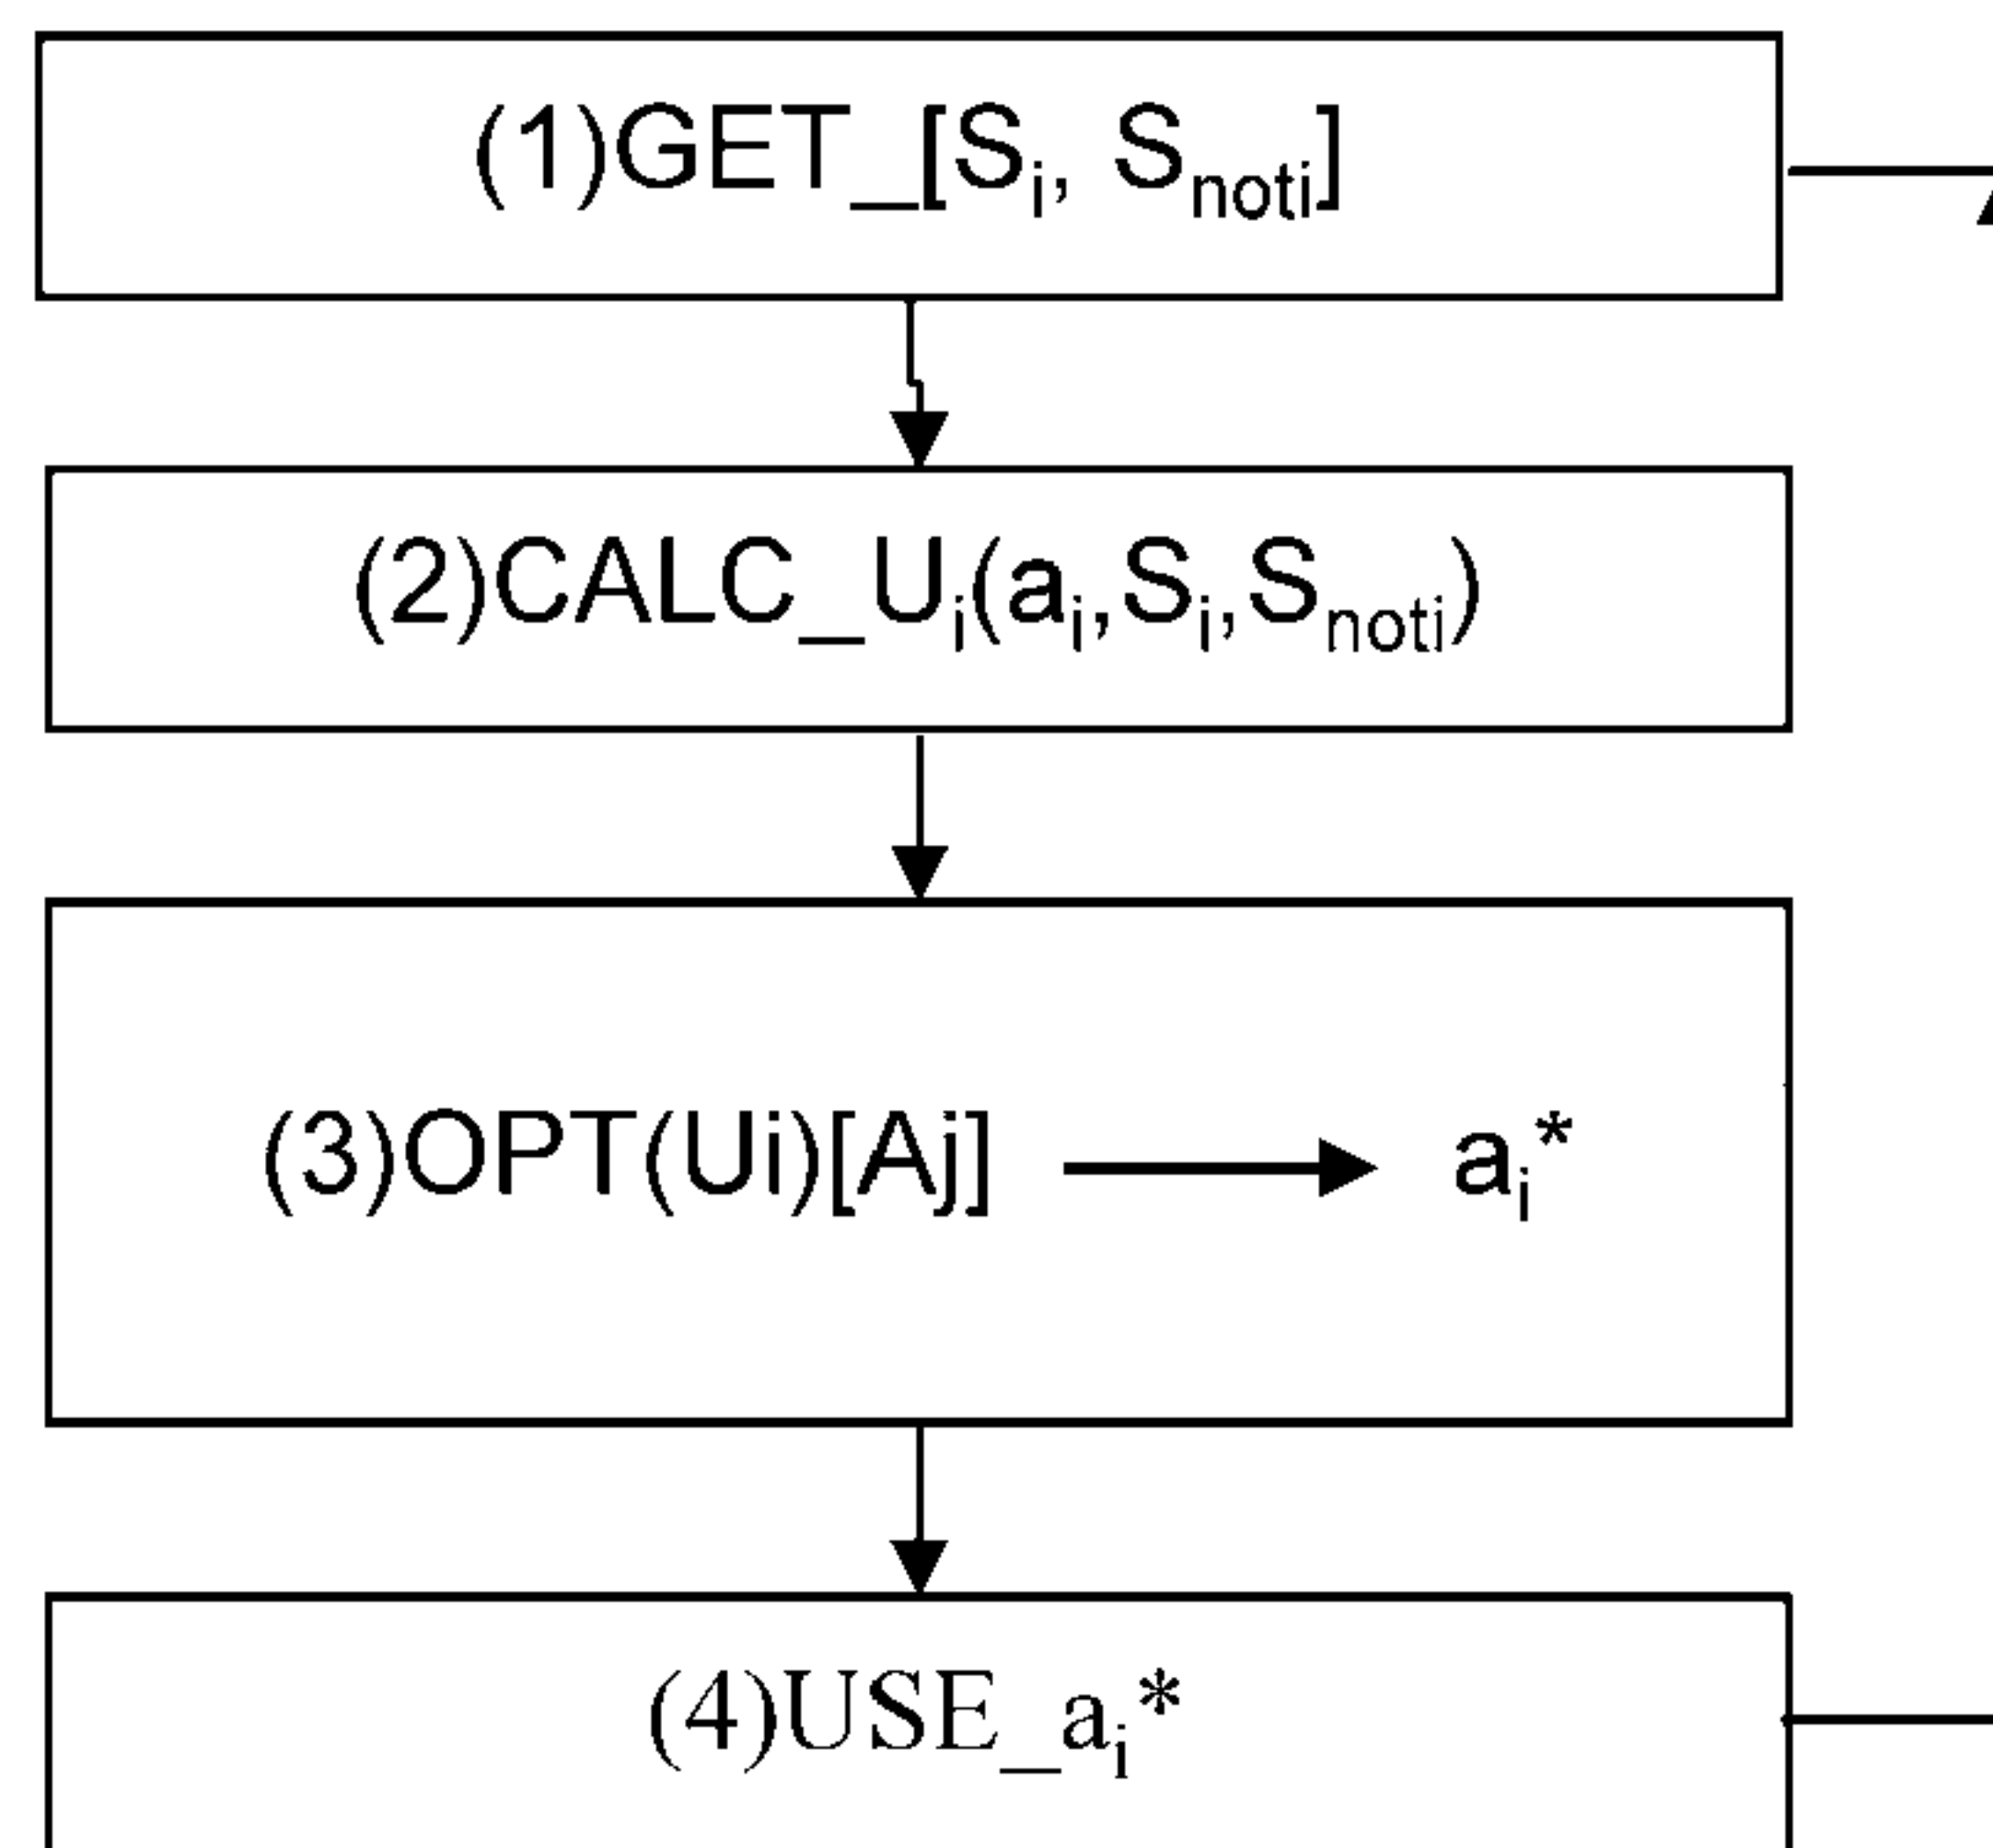 (1)GET_[Sᵢ, Sₙₒₜᵢ]
(2)CALC_Uᵢ(aᵢ,Sᵢ,Sₙₒₜᵢ)
(3)OPT(Ui)[Aj] → aᵢ*
(4)USE_aᵢ*